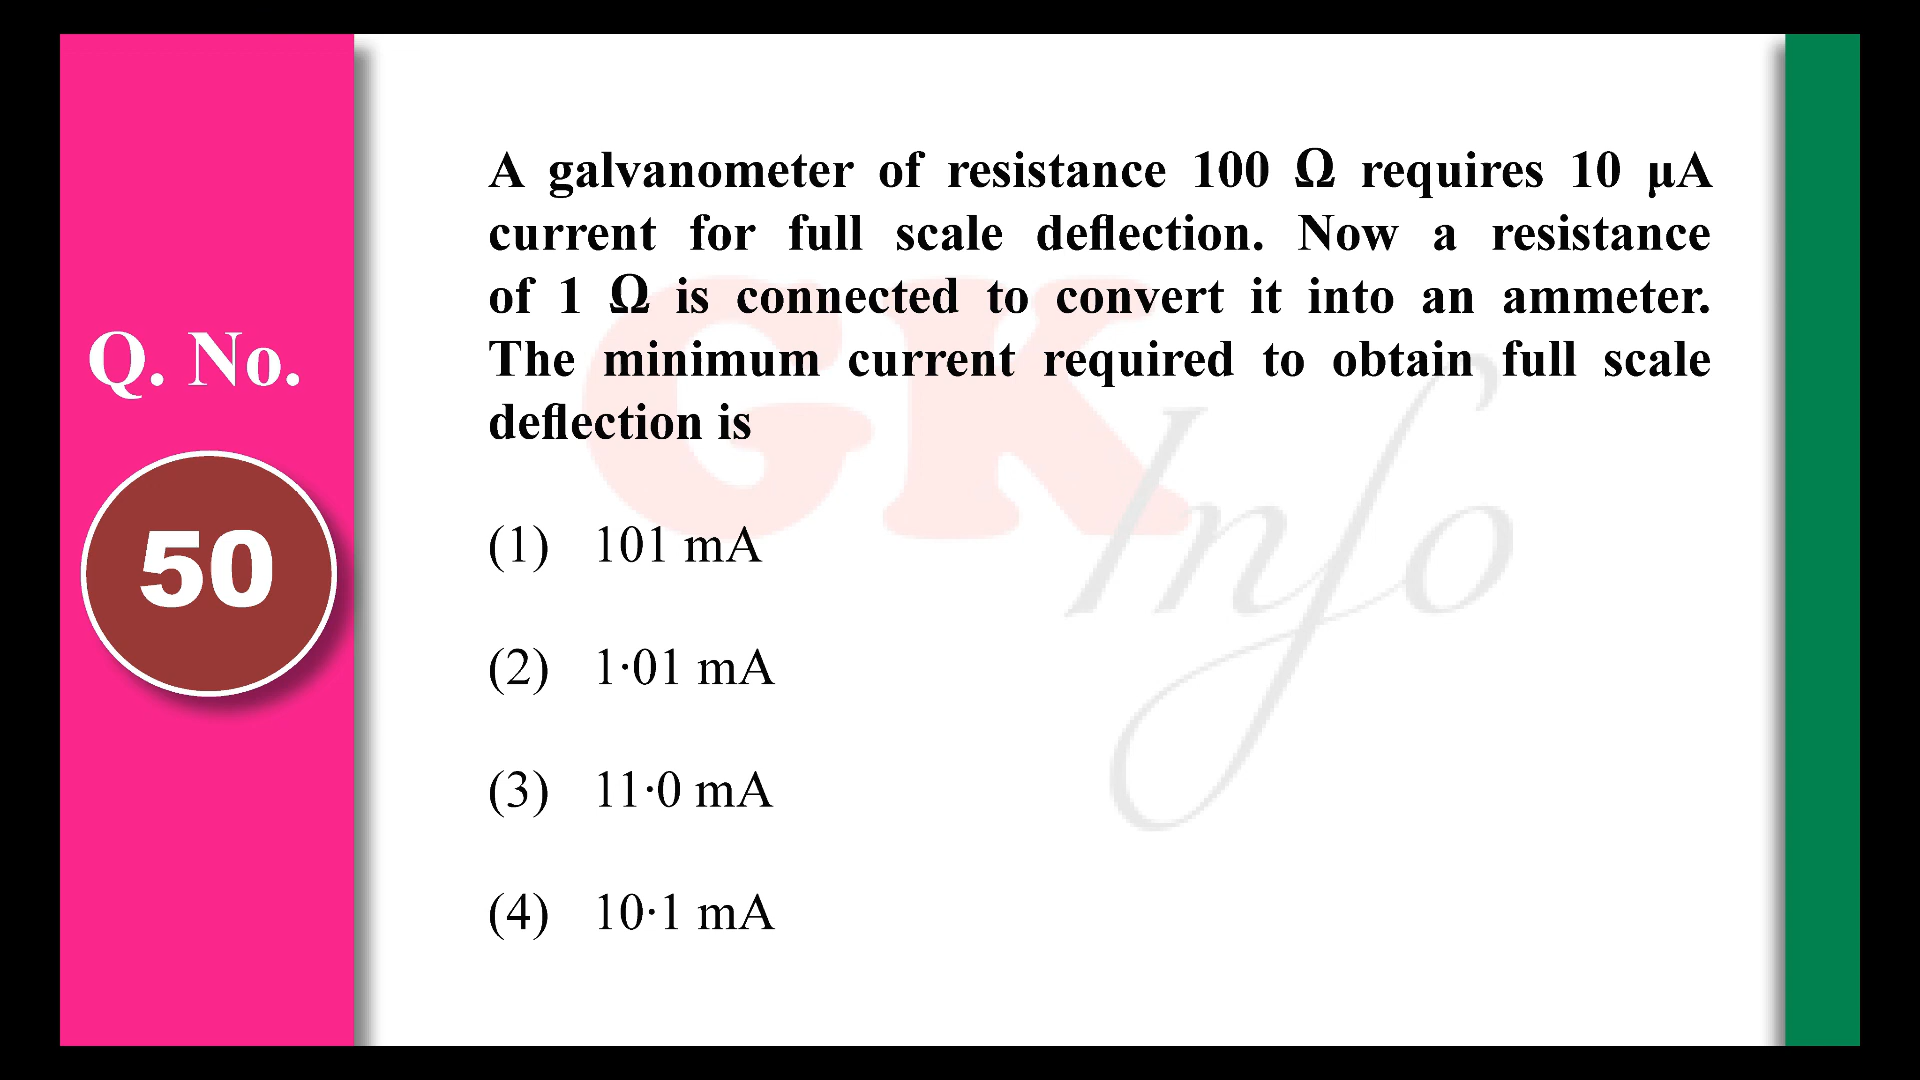 Q. No.
50
A galvanometer of resistance 100 Ω requires 10 μA
current for full scale deflection. Now a resistance
of 1 Ω is connected to convert it into an ammeter.
The minimum current required to obtain full scale
deflection is
(1) 101 mA
(2) 1·01 mA
(3) 11·0 mA
(4) 10·1 mA
GK
Info